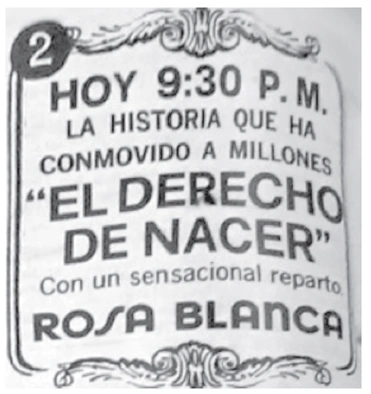 2
HOY 9:30 P.M.
LA HISTORIA QUE HA
CONMOVIDO A MILLONES
"EL DERECHO
DE NACER"
Con un sensacional reparto
ROSA BLANCA